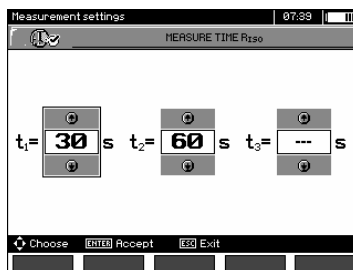 Measurement settings 07:39
MEASURE TIME RISO
t1= 30 s t2= 60 s t3= --- s
Choose ENTER Accept ESC Exit